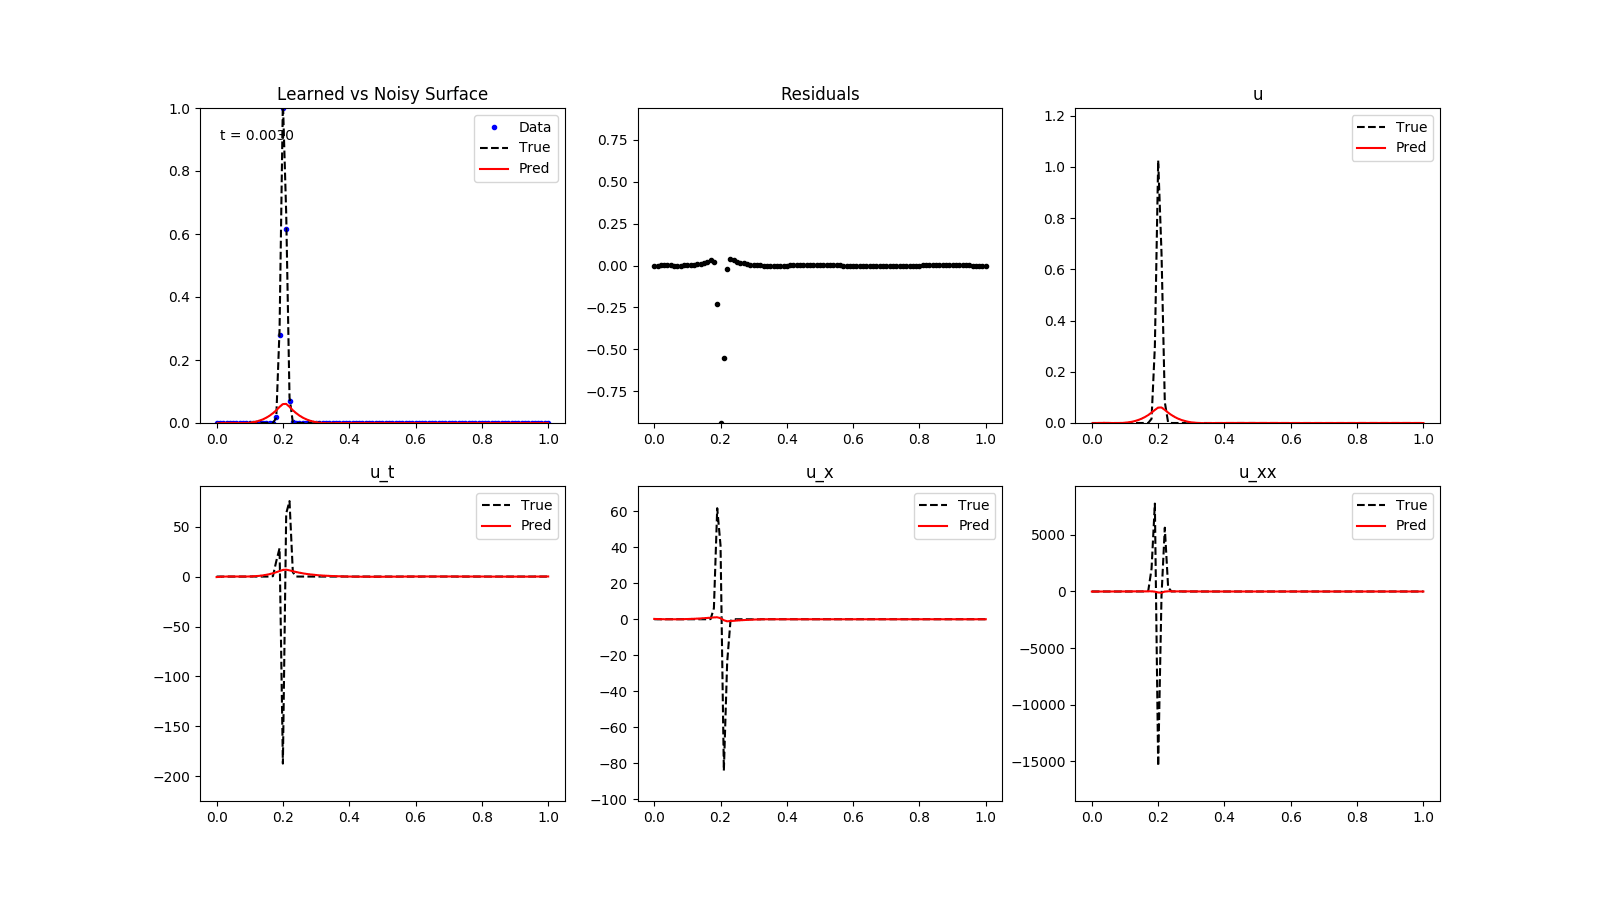 Learned vs Noisy Surface
1.0
0.8
0.6
0.4
0.2
0.0
0.0 0.2 0.4 0.6 0.8 1.0
t = 0.0030
Data
True
Pred
Residuals
0.75
0.50
0.25
0.00
−0.25
−0.50
−0.75
0.0 0.2 0.4 0.6 0.8 1.0
u
1.2
1.0
0.8
0.6
0.4
0.2
0.0
0.0 0.2 0.4 0.6 0.8 1.0
True
Pred
u_t
50
0
−50
−100
−150
−200
0.0 0.2 0.4 0.6 0.8 1.0
True
Pred
u_x
60
40
20
0
−20
−40
−60
−80
−100
0.0 0.2 0.4 0.6 0.8 1.0
True
Pred
u_xx
5000
0
−5000
−10000
−15000
0.0 0.2 0.4 0.6 0.8 1.0
True
Pred